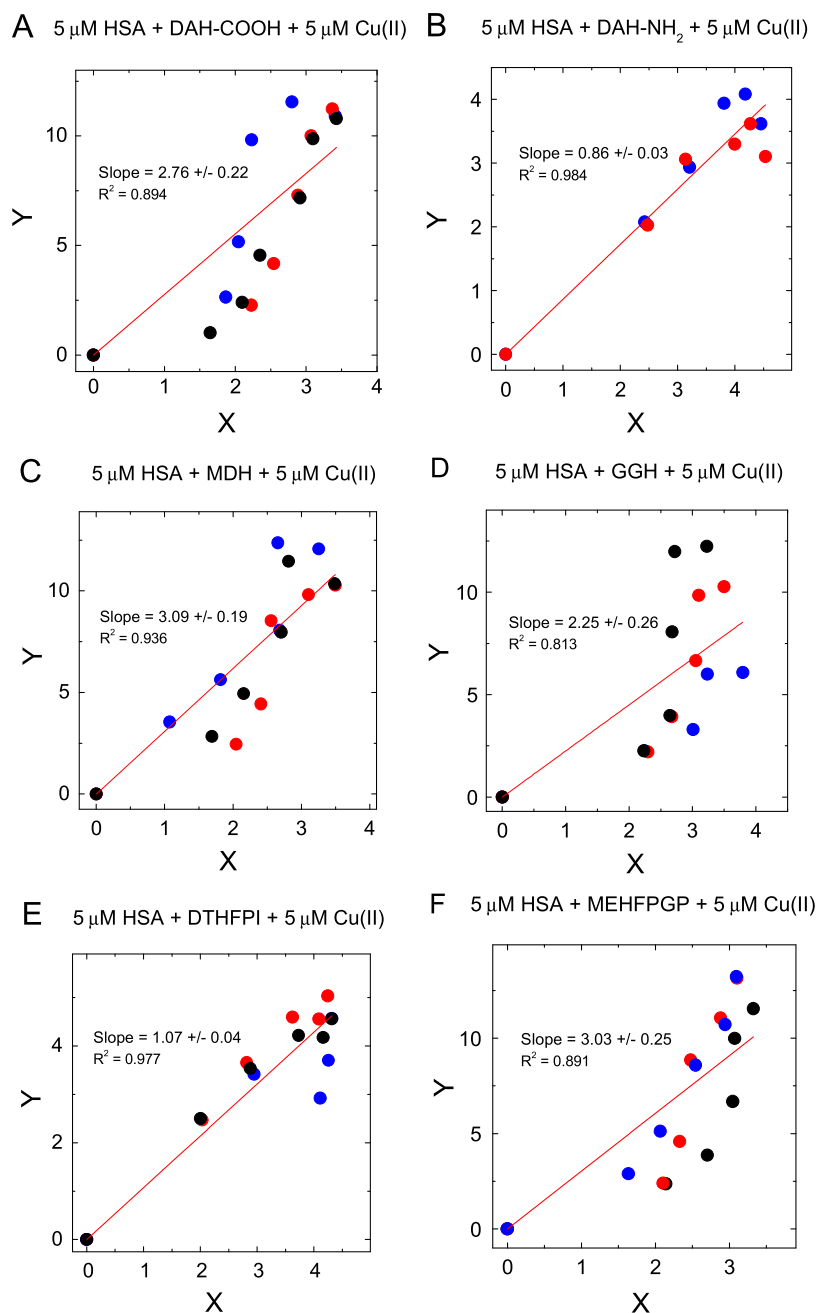 A 5 μM HSA + DAH-COOH + 5 μM Cu(II)
10
5
0
Y
Slope = 2.76 +/- 0.22
R² = 0.894
0 1 2 3 4
X
B 5 μM HSA + DAH-NH₂ + 5 μM Cu(II)
4
3
2
1
0
Y
Slope = 0.86 +/- 0.03
R² = 0.984
0 1 2 3 4
X
C 5 μM HSA + MDH + 5 μM Cu(II)
10
5
0
Y
Slope = 3.09 +/- 0.19
R² = 0.936
0 1 2 3 4
X
D 5 μM HSA + GGH + 5 μM Cu(II)
10
5
0
Y
Slope = 2.25 +/- 0.26
R² = 0.813
0 1 2 3 4
X
E 5 μM HSA + DTHFPI + 5 μM Cu(II)
4
2
0
Y
Slope = 1.07 +/- 0.04
R² = 0.977
0 1 2 3 4
X
F 5 μM HSA + MEHFPGP + 5 μM Cu(II)
10
5
0
Y
Slope = 3.03 +/- 0.25
R² = 0.891
0 1 2 3
X